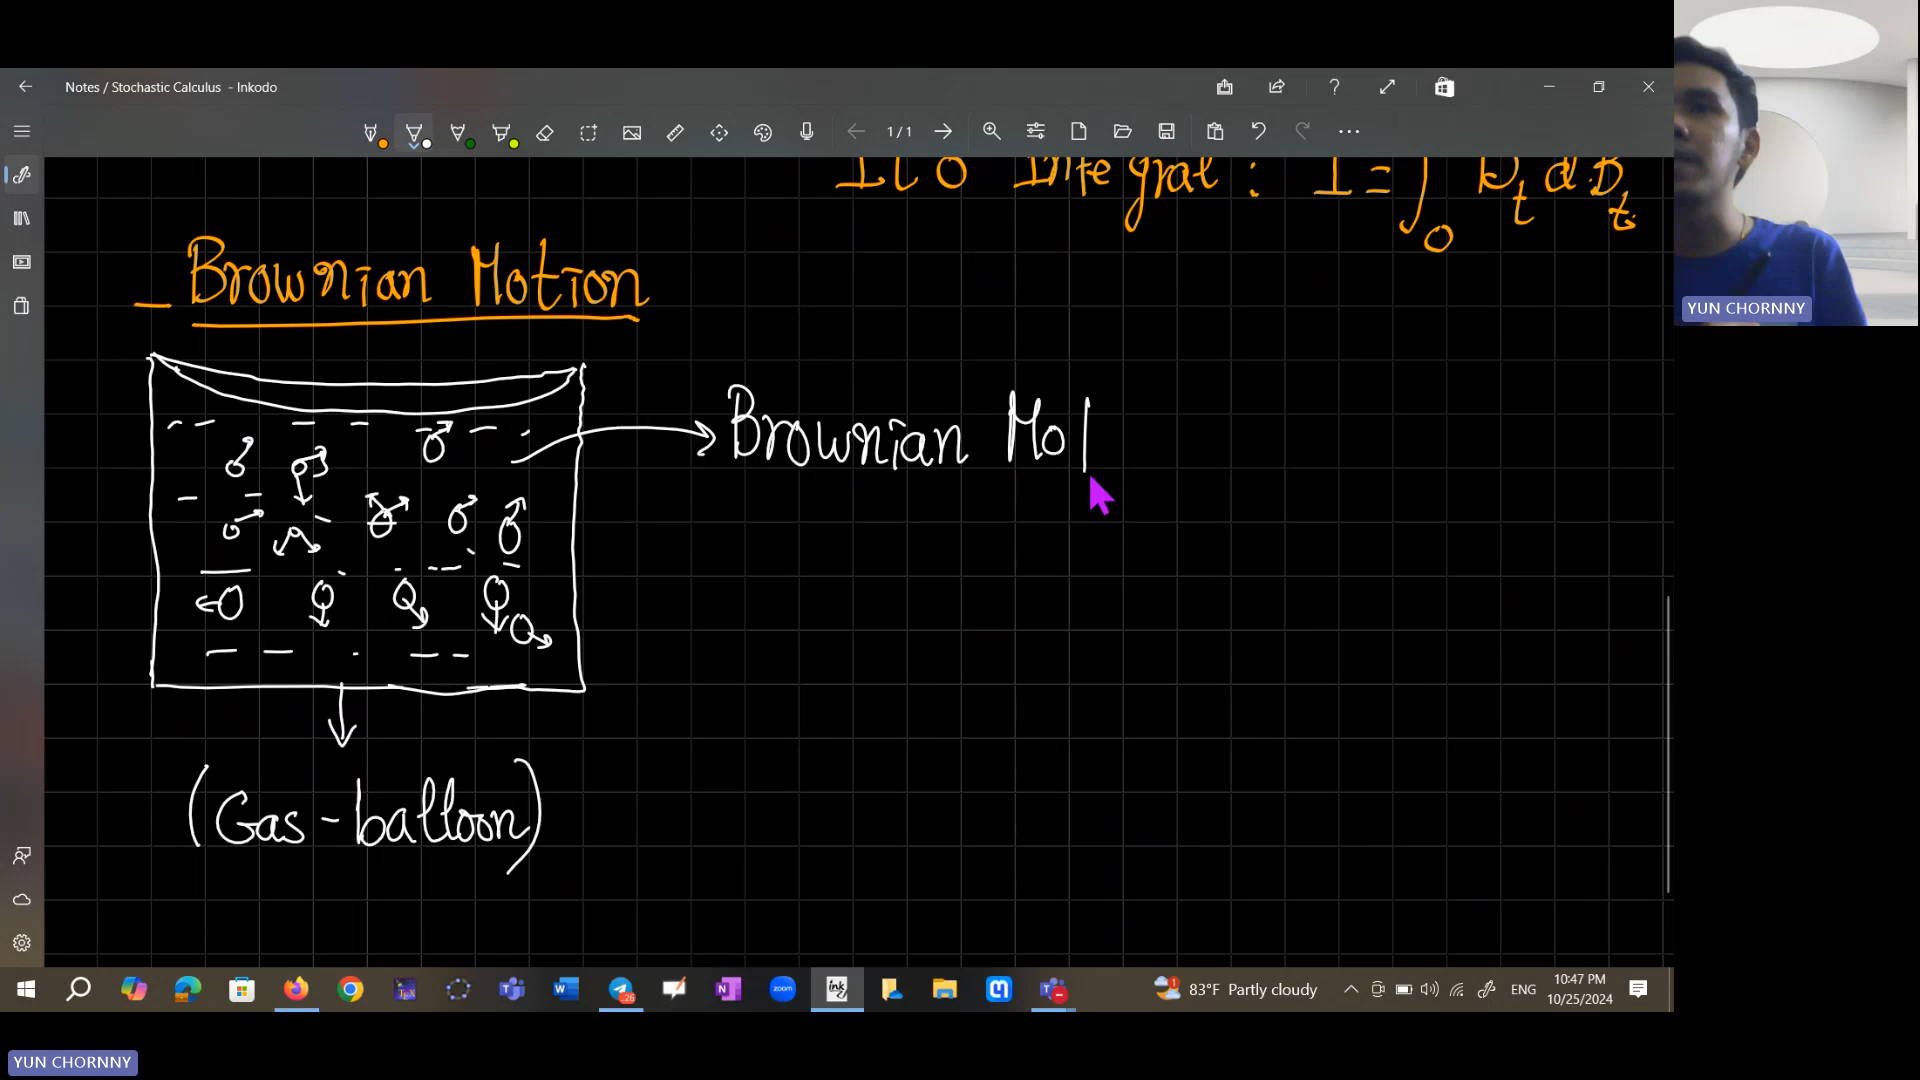 Notes / Stochastic Calculus - Inkodo
1/1
Ito Integral : I = ∫₀ Dₜ dBₜ
_ Brownian Motion
YUN CHORNNY
Brownian Mo
(Gas-balloon)
83°F Partly cloudy
ENG
10:47 PM
10/25/2024
YUN CHORNNY